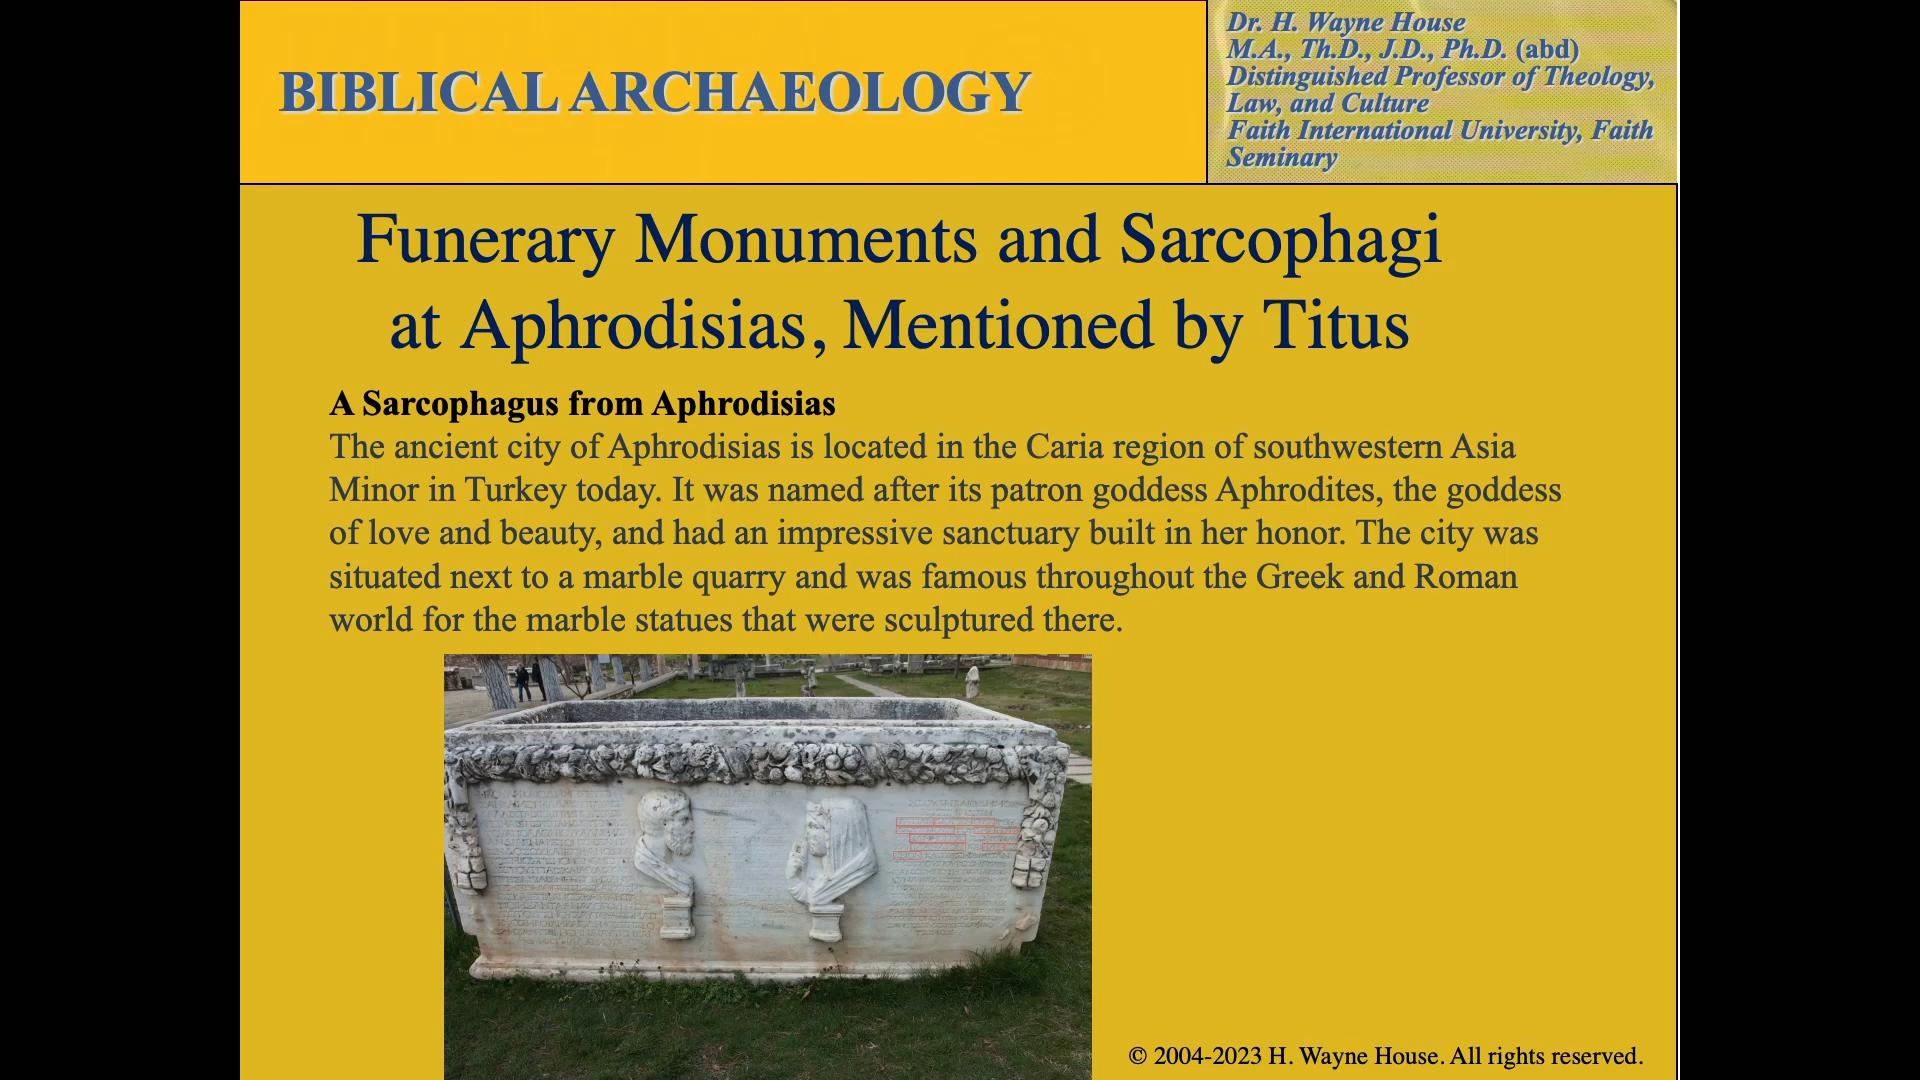 BIBLICAL ARCHAEOLOGY
Dr. H. Wayne House
M.A., Th.D., J.D., Ph.D. (abd)
Distinguished Professor of Theology,
Law, and Culture
Faith International University, Faith
Seminary
Funerary Monuments and Sarcophagi
at Aphrodisias, Mentioned by Titus
A Sarcophagus from Aphrodisias
The ancient city of Aphrodisias is located in the Caria region of southwestern Asia
Minor in Turkey today. It was named after its patron goddess Aphrodites, the goddess
of love and beauty, and had an impressive sanctuary built in her honor. The city was
situated next to a marble quarry and was famous throughout the Greek and Roman
world for the marble statues that were sculptured there.
© 2004-2023 H. Wayne House. All rights reserved.